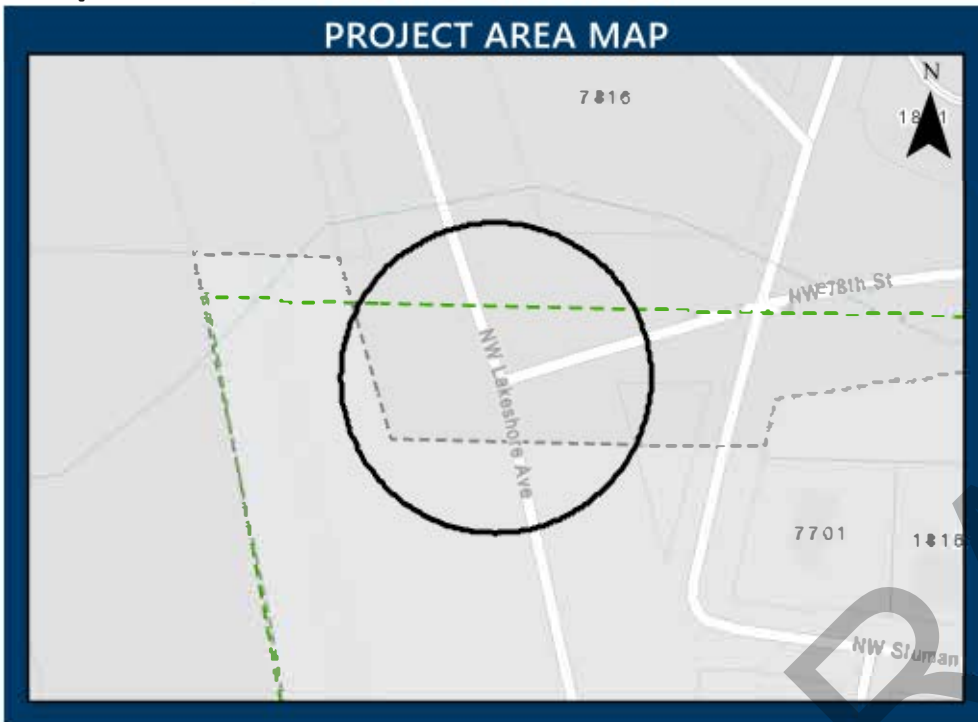 PROJECT AREA MAP
N
7816
NW 78th St
NW Lakeshore Ave
7701
NW Sluman